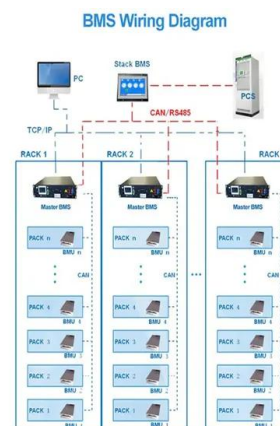 BMS Wiring Diagram
PC
Stack BMS
PCS
CAN/RS485
TCP/IP
RACK 1
RACK 2
RACK
Master BMS
Master BMS
Master BMS
PACK n
PACK n
PACK n
BMU n
BMU n
BMU n
CAN
CAN
CAN
PACK 4
PACK 4
PACK 4
BMU 4
BMU 4
BMU 4
PACK 3
PACK 3
PACK 3
BMU 3
BMU 3
BMU 3
PACK 2
PACK 2
PACK 2
BMU 2
BMU 2
BMU 2
PACK 1
PACK 1
PACK 1